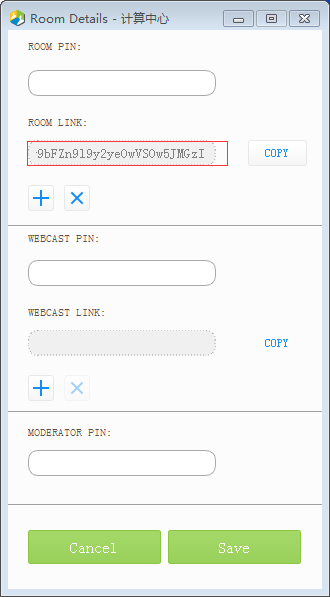 Room Details - 计算中心
ROOM PIN:
ROOM LINK:
9bFZn9l9y2yeOwVSOw5JMGzI
COPY
WEBCAST PIN:
WEBCAST LINK:
COPY
MODERATOR PIN:
Cancel
Save